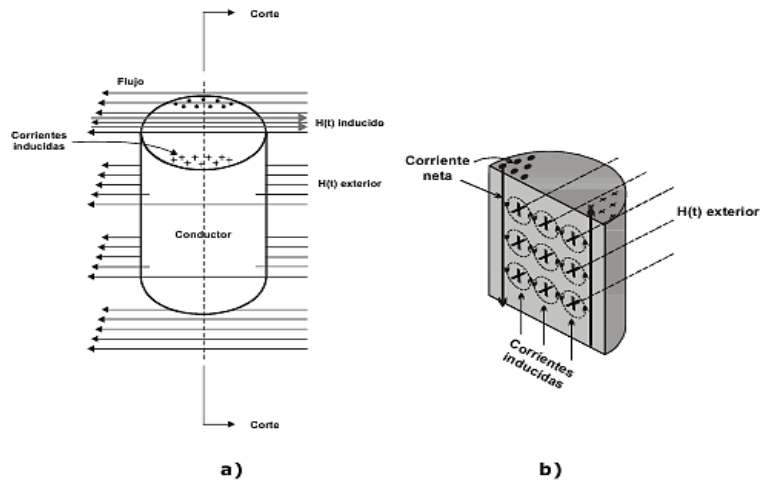 Corte
Flujo
H(t) inducido
Corrientes
inducidas
H(t) exterior
Conductor
Corte
a)
Corriente
neta
H(t) exterior
Corrientes
inducidas
b)